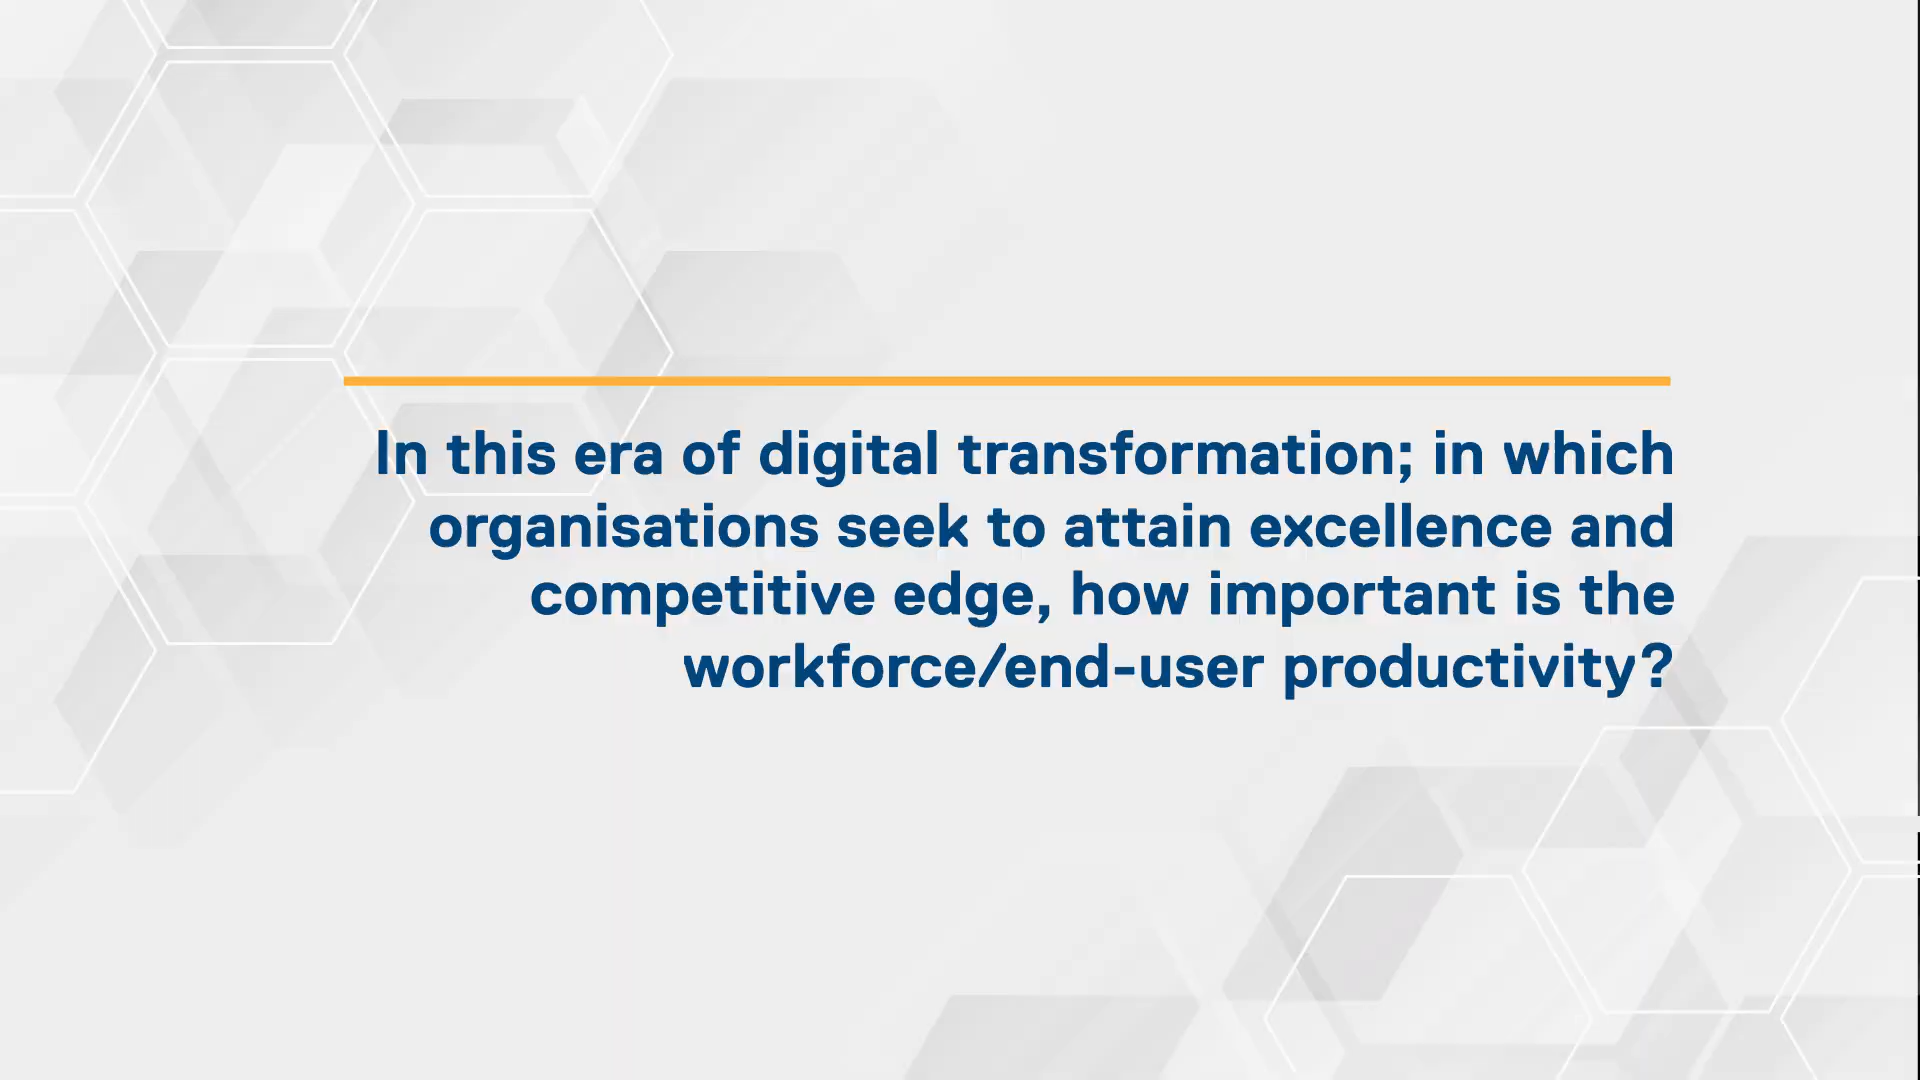 In this era of digital transformation; in which
organisations seek to attain excellence and
competitive edge, how important is the
workforce/end-user productivity?